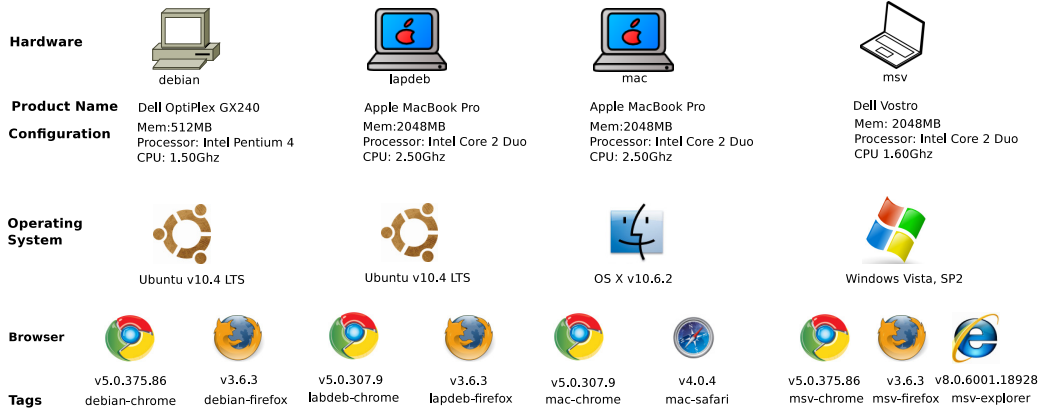 Hardware
debian lapdeb mac msv
Product Name Dell OptiPlex GX240 Apple MacBook Pro Apple MacBook Pro Dell Vostro
Configuration Mem:512MB Mem:2048MB Mem:2048MB Mem: 2048MB
Processor: Intel Pentium 4 Processor: Intel Core 2 Duo Processor: Intel Core 2 Duo Processor: Intel Core 2 Duo
CPU: 1.50Ghz CPU: 2.50Ghz CPU: 2.50Ghz CPU 1.60Ghz
Operating
System
Ubuntu v10.4 LTS Ubuntu v10.4 LTS OS X v10.6.2 Windows Vista, SP2
Browser
v5.0.375.86 v3.6.3 v5.0.307.9 v3.6.3 v5.0.307.9 v4.0.4 v5.0.375.86 v3.6.3 v8.0.6001.18928
Tags debian-chrome debian-firefox labdeb-chrome lapdeb-firefox mac-chrome mac-safari msv-chrome msv-firefox msv-explorer